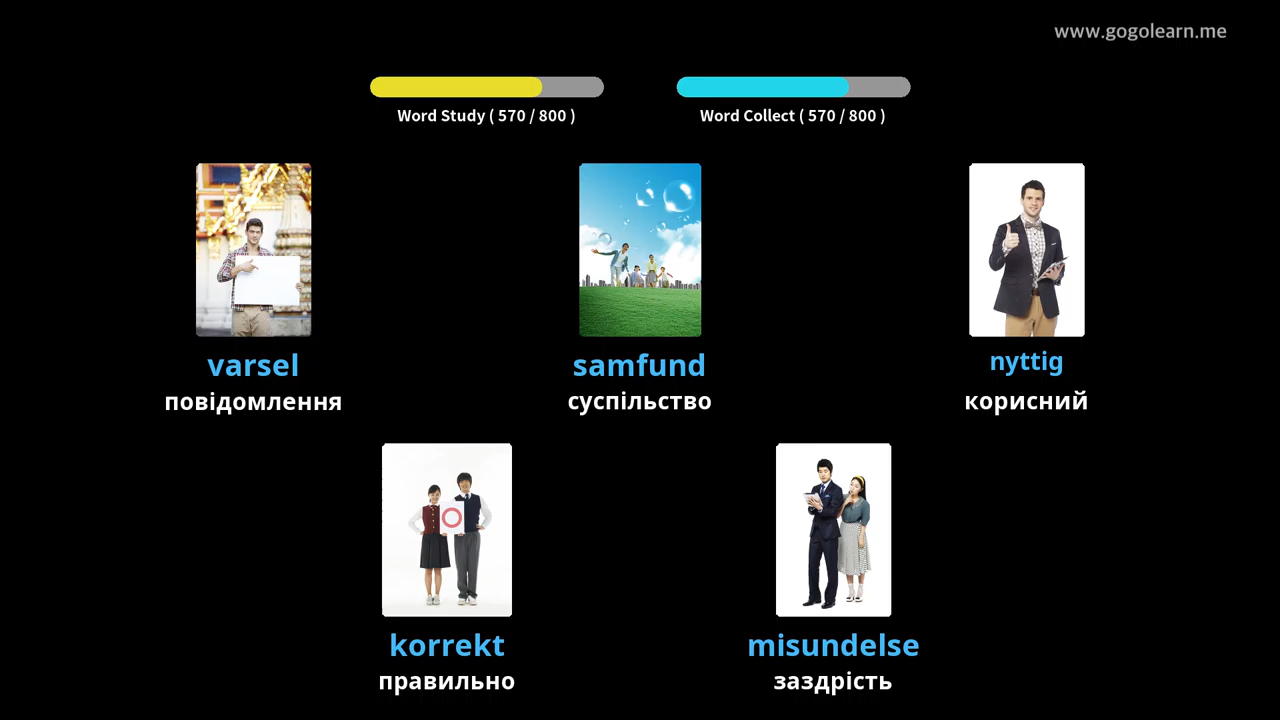 www.gogolearn.me
Word Study ( 570 / 800 )
Word Collect ( 570 / 800 )
varsel
повідомлення
samfund
суспільство
nyttig
корисний
korrekt
правильно
misundelse
заздрість